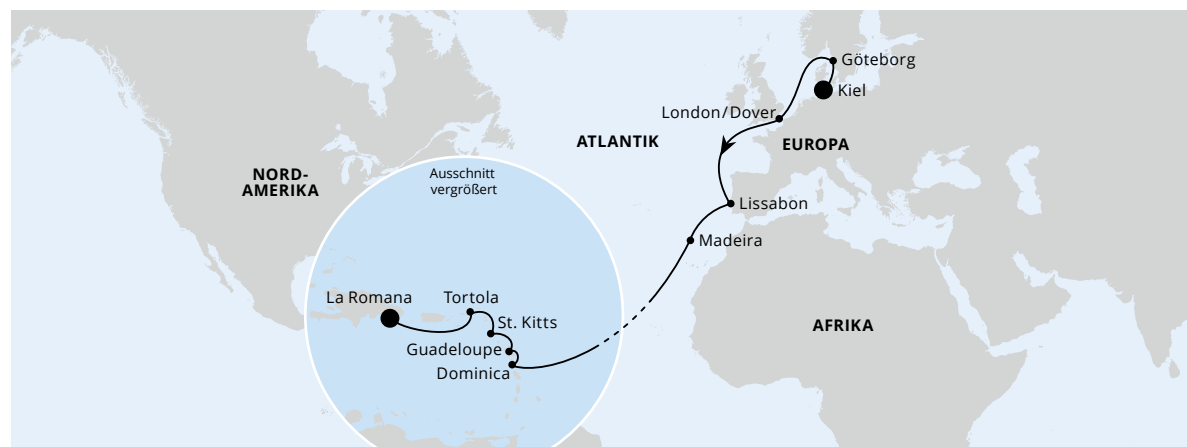 Göteborg
Kiel
London/Dover
ATLANTIK
EUROPA
NORD-
AMERIKA
Ausschnitt
vergrößert
Lissabon
Madeira
La Romana
Tortola
St. Kitts
Guadeloupe
Dominica
AFRIKA